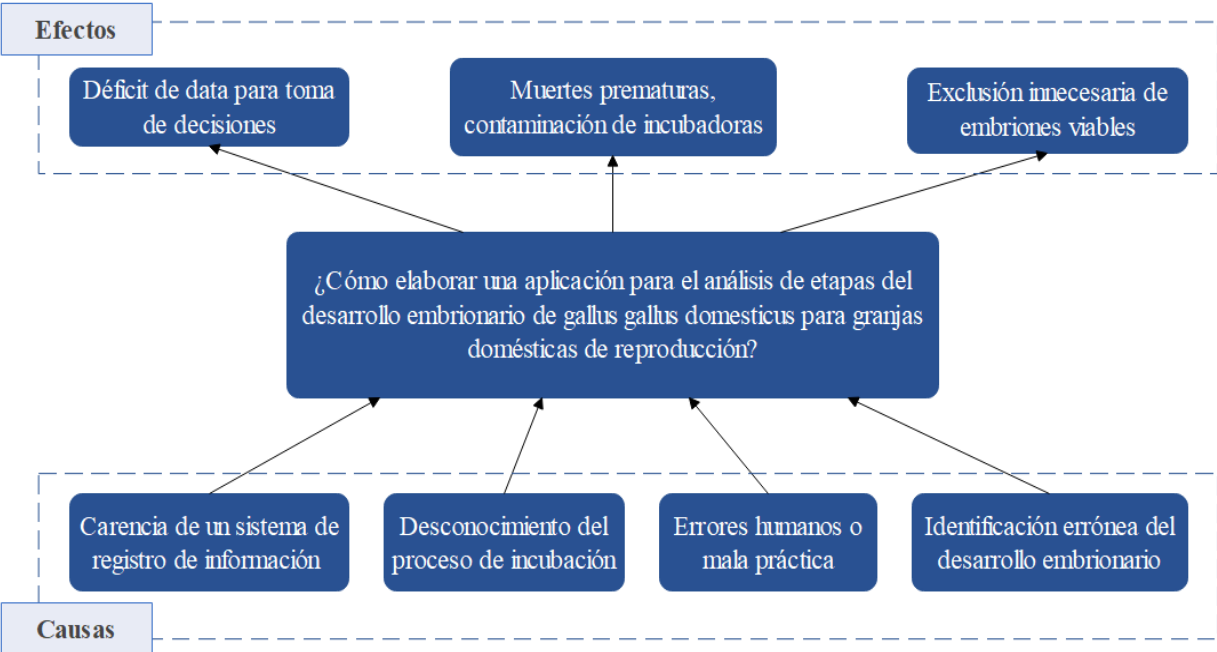 Efectos
Déficit de data para toma
de decisiones
Muertes prematuras,
contaminación de incubadoras
Exclusión innecesaria de
embriones viables
¿Cómo elaborar una aplicación para el análisis de etapas del
desarrollo embrionario de gallus gallus domesticus para granjas
domésticas de reproducción?
Carencia de un sistema de
registro de información
Desconocimiento del
proceso de incubación
Errores humanos o
mala práctica
Identificación errónea del
desarrollo embrionario
Causas